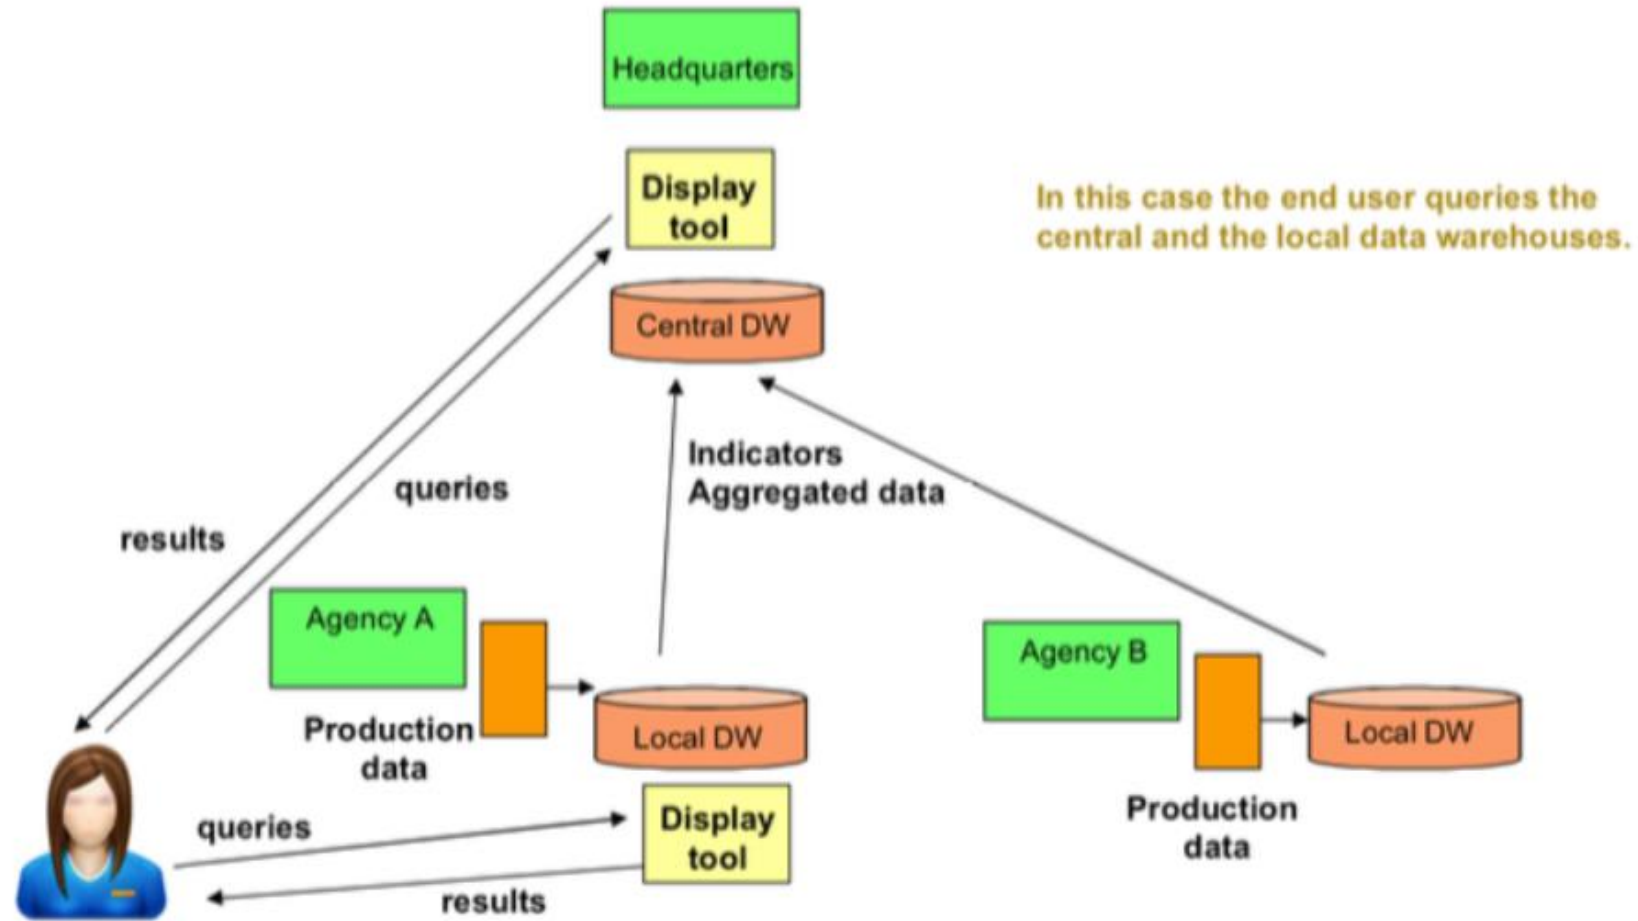 Headquarters
Display
tool
In this case the end user queries the
central and the local data warehouses.
Central DW
Indicators
Aggregated data
queries
results
Agency A
Production
data
Local DW
Agency B
Local DW
Production
data
queries
Display
tool
results